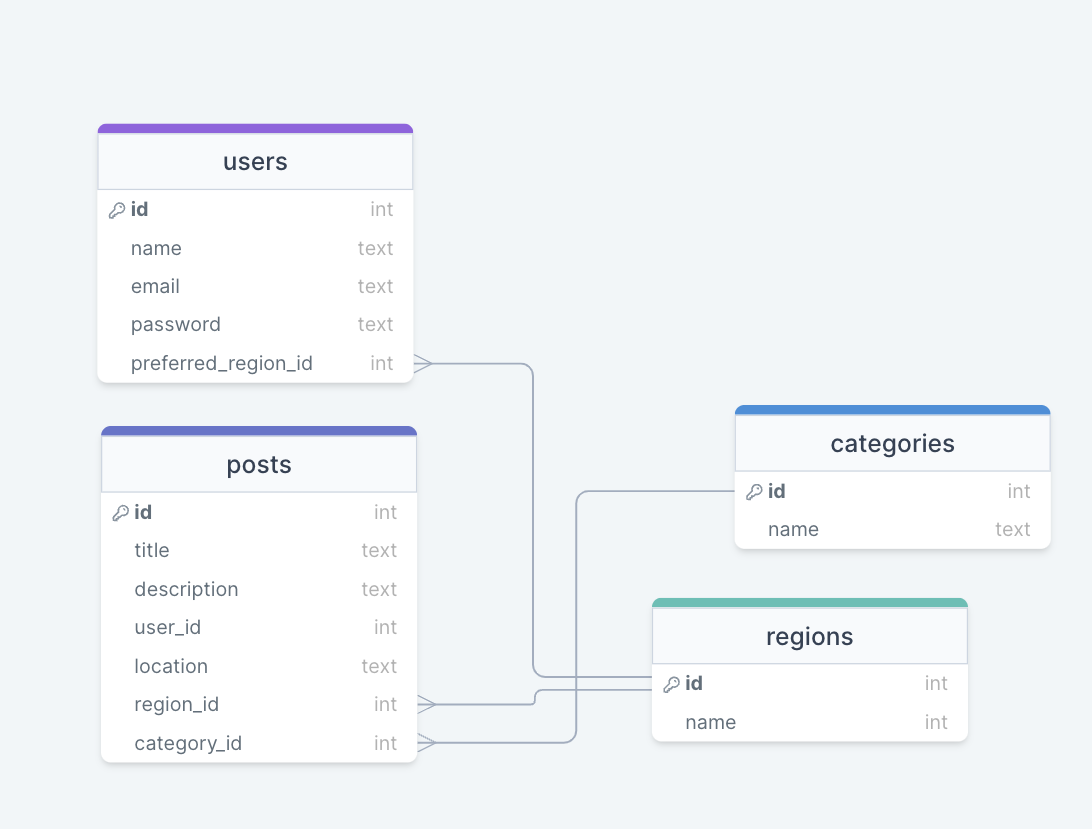 users
id int
name text
email text
password text
preferred_region_id int
posts
id int
title text
description text
user_id int
location text
region_id int
category_id int
categories
id int
name text
regions
id int
name int